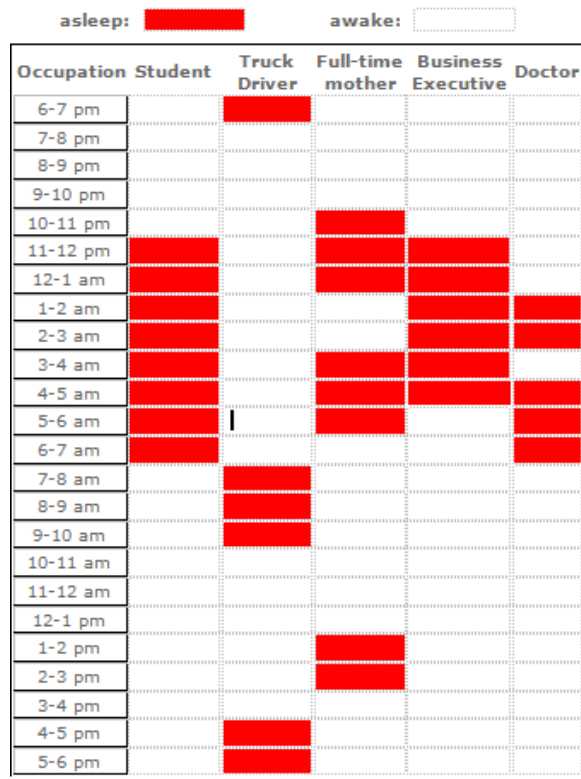 asleep: awake:
Occupation Student Truck Driver Full-time mother Business Executive Doctor
6-7 pm
7-8 pm
8-9 pm
9-10 pm
10-11 pm
11-12 pm
12-1 am
1-2 am
2-3 am
3-4 am
4-5 am
5-6 am
6-7 am
7-8 am
8-9 am
9-10 am
10-11 am
11-12 am
12-1 pm
1-2 pm
2-3 pm
3-4 pm
4-5 pm
5-6 pm